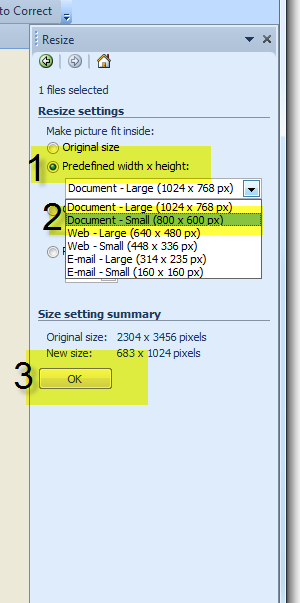 to Correct
Resize
1 files selected
Resize settings
Make picture fit inside:
Original size
1 Predefined width x height:
Document - Large (1024 x 768 px)
Document - Large (1024 x 768 px)
2 Document - Small (800 x 600 px)
Web - Large (640 x 480 px)
Web - Small (448 x 336 px)
E-mail - Large (314 x 235 px)
E-mail - Small (160 x 160 px)
Size setting summary
Original size: 2304 x 3456 pixels
New size: 683 x 1024 pixels
3 OK